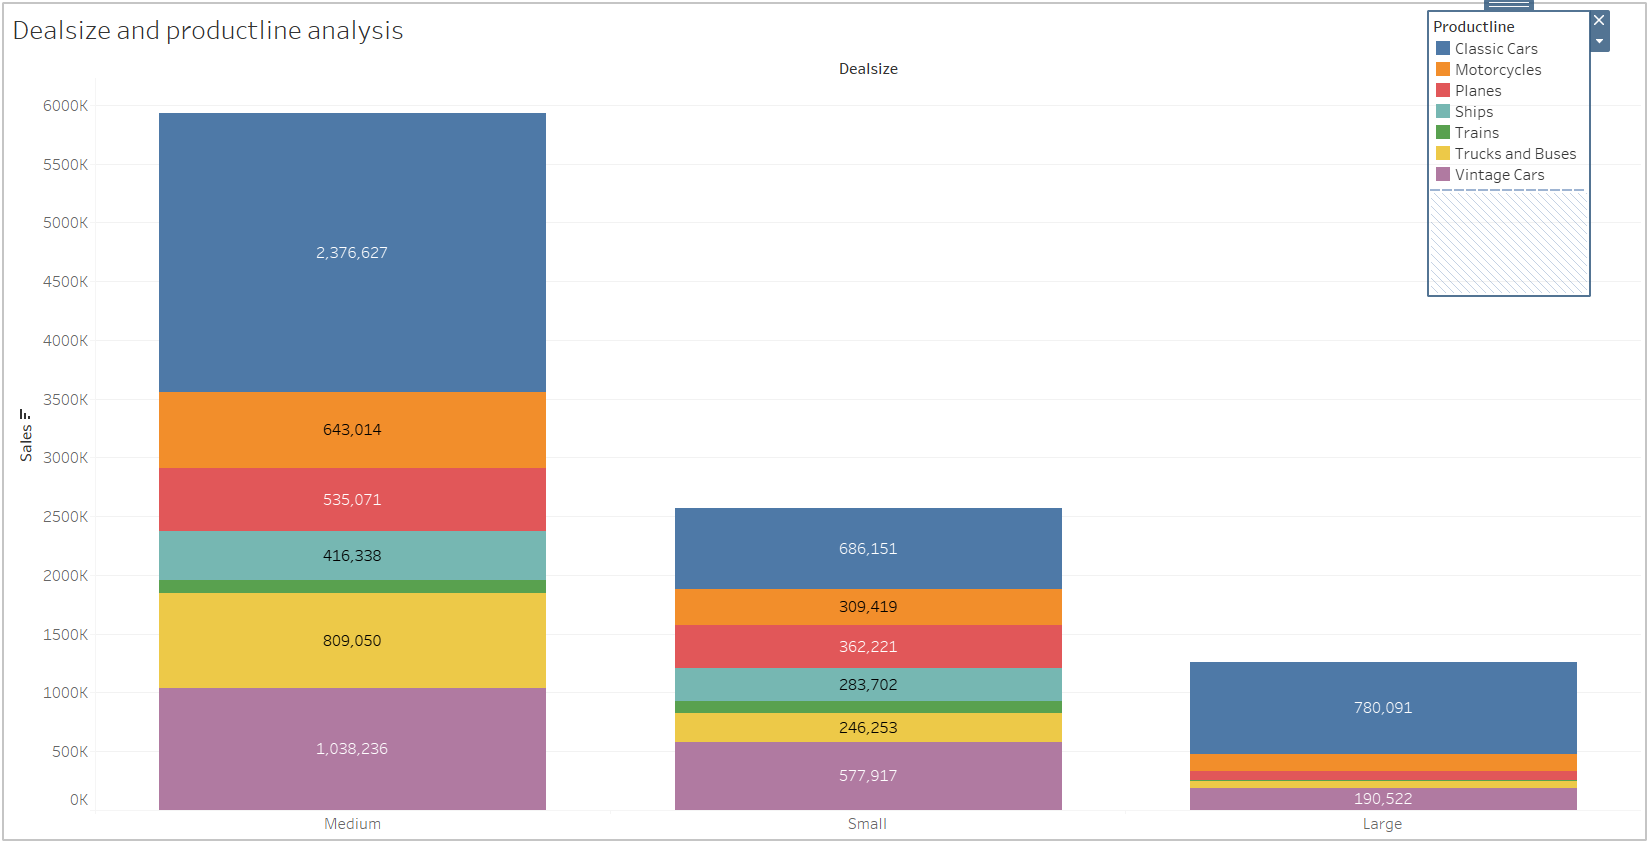 Dealsize and productline analysis
Dealsize
Productline
Classic Cars
Motorcycles
Planes
Ships
Trains
Trucks and Buses
Vintage Cars
Sales
6000K
5500K
5000K
4500K
4000K
3500K
3000K
2500K
2000K
1500K
1000K
500K
0K
2,376,627
643,014
535,071
416,338
809,050
1,038,236
686,151
309,419
362,221
283,702
246,253
577,917
780,091
190,522
Medium
Small
Large